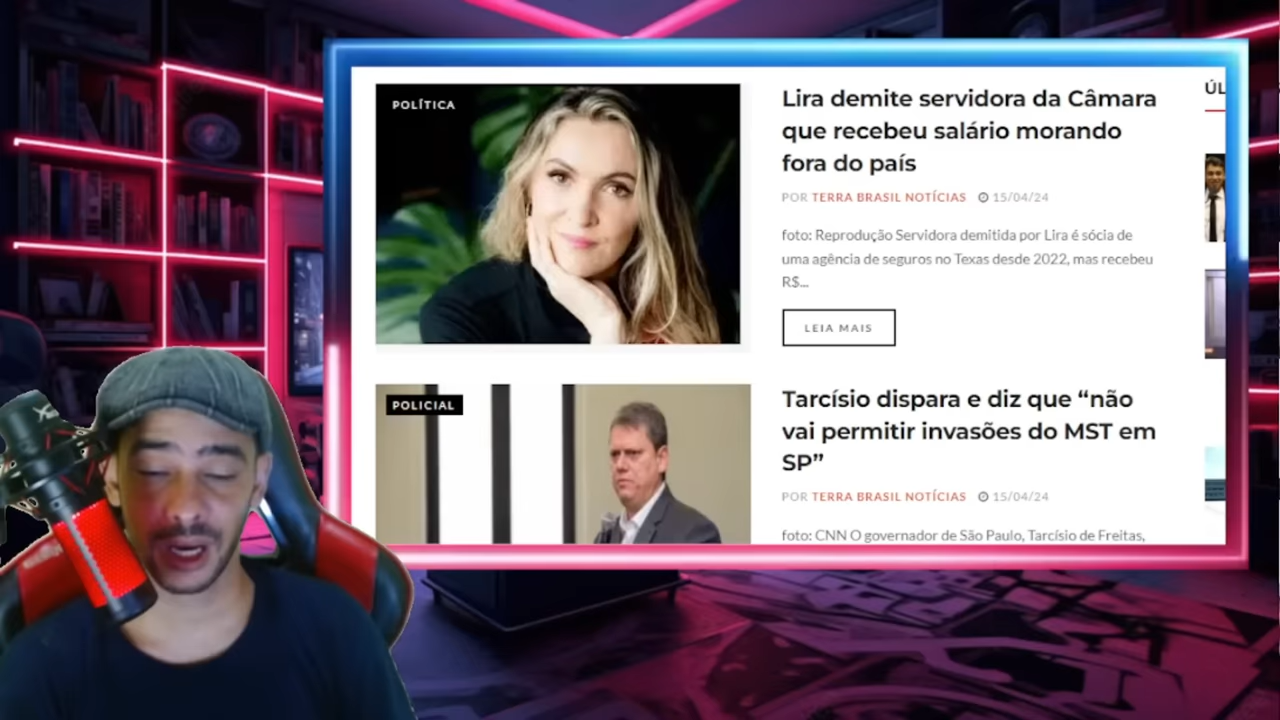 POLÍTICA
Lira demite servidora da Câmara
que recebeu salário morando
fora do país
POR TERRA BRASIL NOTÍCIAS 15/04/24
foto: Reprodução Servidora demitida por Lira é sócia de
uma agência de seguros no Texas desde 2022, mas recebeu
R$...
LEIA MAIS
POLICIAL
Tarcísio dispara e diz que “não
vai permitir invasões do MST em
SP”
POR TERRA BRASIL NOTÍCIAS 15/04/24
foto: CNN O governador de São Paulo, Tarcísio de Freitas,
ÚL